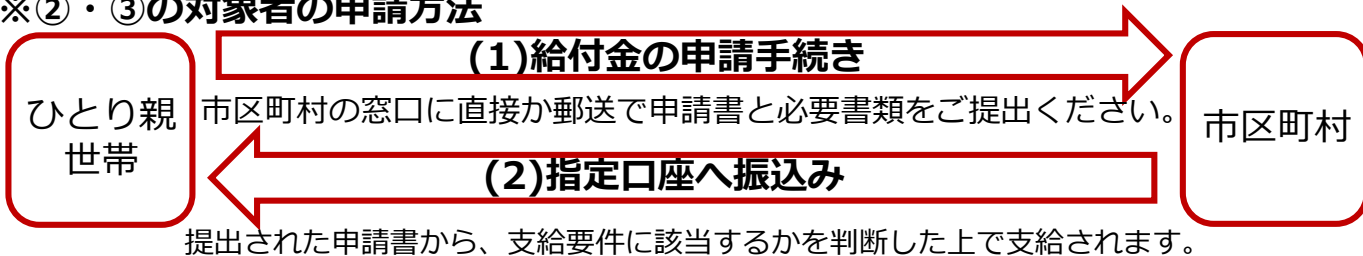 ※②・③の対象者の申請方法
(1)給付金の申請手続き
ひとり親
世帯
市区町村の窓口に直接か郵送で申請書と必要書類をご提出ください。
市区町村
(2)指定口座へ振込み
提出された申請書から、支給要件に該当するかを判断した上で支給されます。